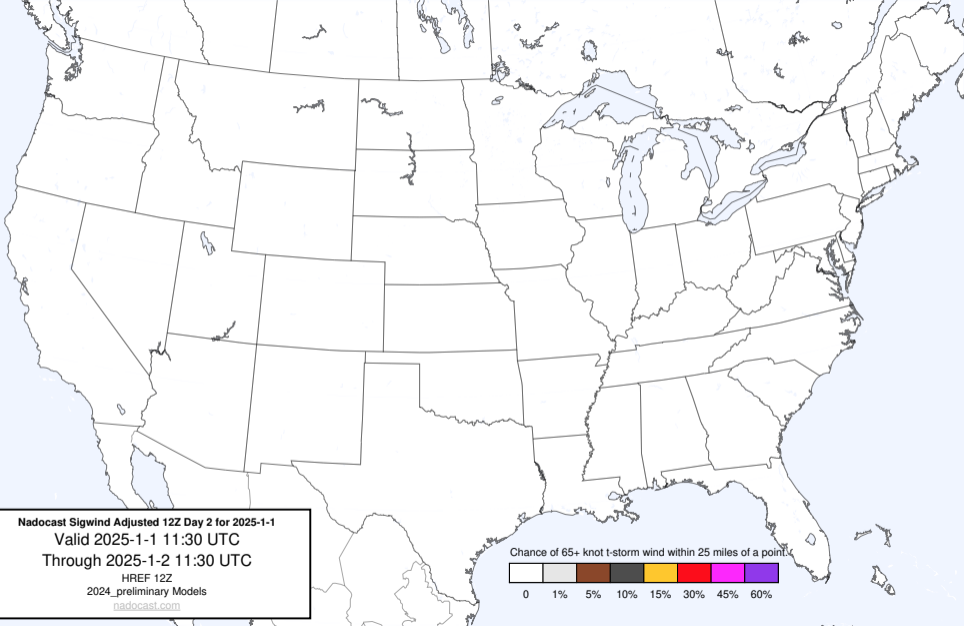 Nadocast Sigwind Adjusted 12Z Day 2 for 2025-1-1
Valid 2025-1-1 11:30 UTC
Through 2025-1-2 11:30 UTC
HREF 12Z
2024_preliminary Models
nadocast.com
Chance of 65+ knot t-storm wind within 25 miles of a point.
0 1% 5% 10% 15% 30% 45% 60%